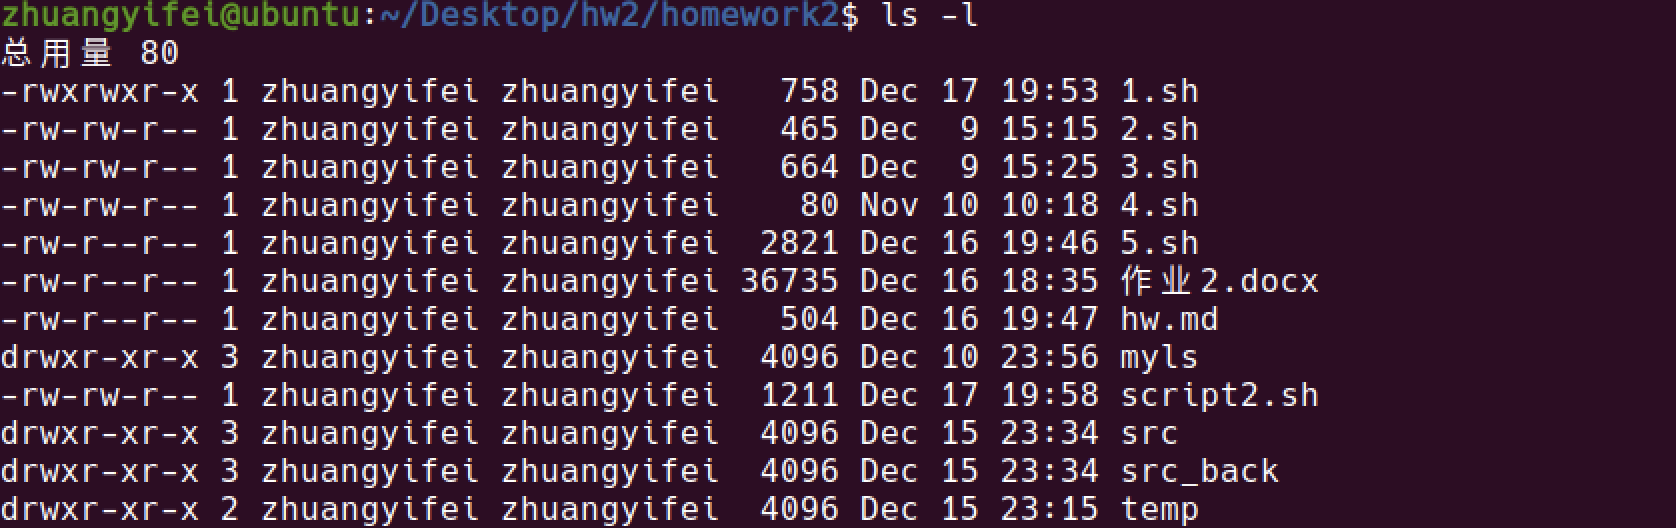 zhuangyifei@ubuntu:~/Desktop/hw2/homework2$ ls -l
总用量 80
-rwxrwxr-x 1 zhuangyifei zhuangyifei   758 Dec 17 19:53 1.sh
-rw-rw-r-- 1 zhuangyifei zhuangyifei   465 Dec  9 15:15 2.sh
-rw-rw-r-- 1 zhuangyifei zhuangyifei   664 Dec  9 15:25 3.sh
-rw-rw-r-- 1 zhuangyifei zhuangyifei    80 Nov 10 10:18 4.sh
-rw-r--r-- 1 zhuangyifei zhuangyifei  2821 Dec 16 19:46 5.sh
-rw-r--r-- 1 zhuangyifei zhuangyifei 36735 Dec 16 18:35 作业2.docx
-rw-r--r-- 1 zhuangyifei zhuangyifei   504 Dec 16 19:47 hw.md
drwxr-xr-x 3 zhuangyifei zhuangyifei  4096 Dec 10 23:56 myls
-rw-rw-r-- 1 zhuangyifei zhuangyifei  1211 Dec 17 19:58 script2.sh
drwxr-xr-x 3 zhuangyifei zhuangyifei  4096 Dec 15 23:34 src
drwxr-xr-x 3 zhuangyifei zhuangyifei  4096 Dec 15 23:34 src_back
drwxr-xr-x 2 zhuangyifei zhuangyifei  4096 Dec 15 23:15 temp